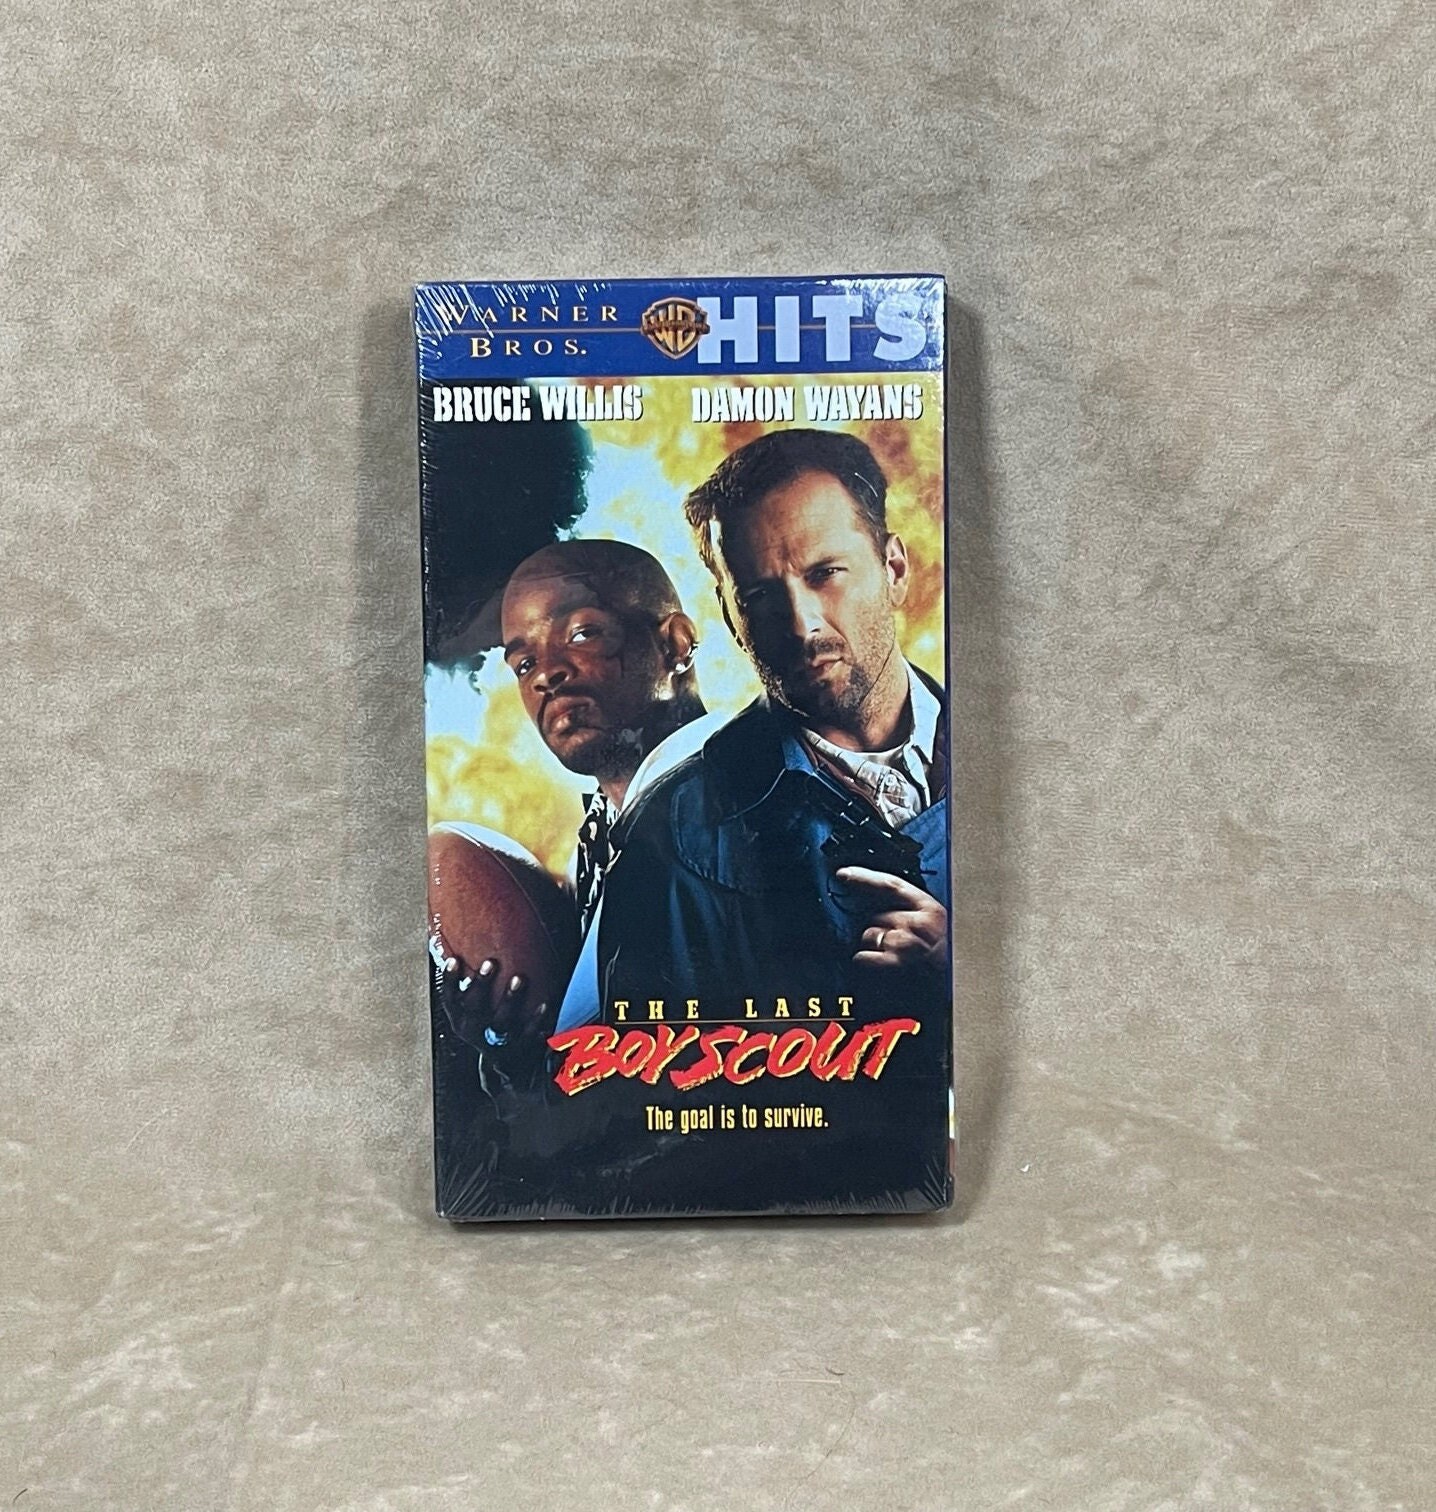 WARNER
BROS.
HITS
BRUCE WILLIS
DAMON WAYANS
THE LAST
BOY SCOUT
The goal is to survive.